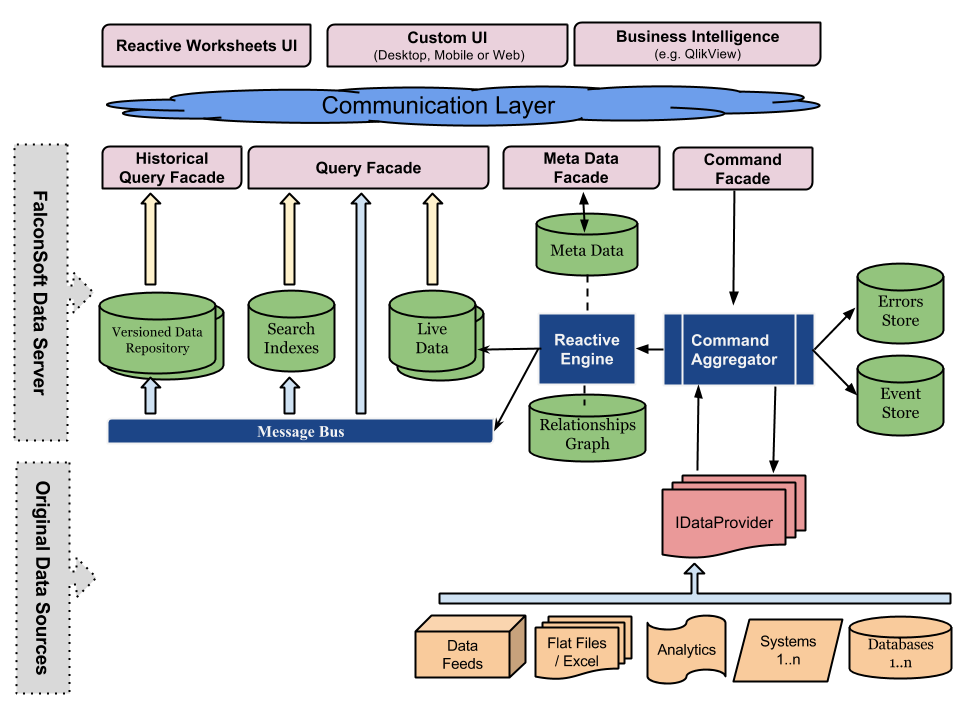 Reactive Worksheets UI
Custom UI
(Desktop, Mobile or Web)
Business Intelligence
(e.g. QlikView)
Communication Layer
FalconSoft Data Server
Historical
Query Facade
Query Facade
Meta Data
Facade
Command
Facade
Meta Data
Versioned Data
Repository
Search
Indexes
Live
Data
Reactive
Engine
Command
Aggregator
Errors
Store
Event
Store
Message Bus
Relationships
Graph
Original Data Sources
IDataProvider
Data
Feeds
Flat Files
/ Excel
Analytics
Systems
1..n
Databases
1..n